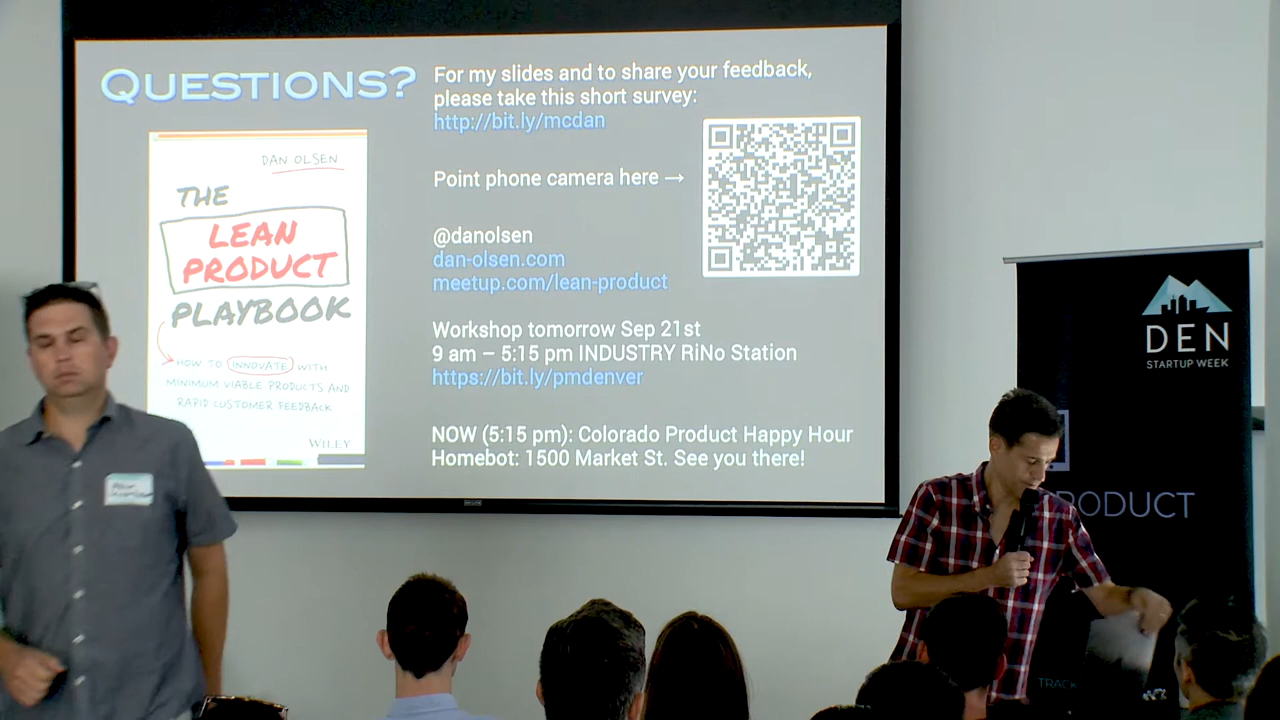 QUESTIONS?
DAN OLSEN
THE
LEAN
PRODUCT
PLAYBOOK
HOW TO INNOVATE WITH
MINIMUM VIABLE PRODUCTS AND
RAPID CUSTOMER FEEDBACK
WILEY
For my slides and to share your feedback,
please take this short survey:
http://bit.ly/mcdan
Point phone camera here →
@danolsen
dan-olsen.com
meetup.com/lean-product
Workshop tomorrow Sep 21st
9 am – 5:15 pm INDUSTRY RiNo Station
https://bit.ly/pmdenver
NOW (5:15 pm): Colorado Product Happy Hour
Homebot: 1500 Market St. See you there!
DEN
STARTUP WEEK
RODUCT
TRACK